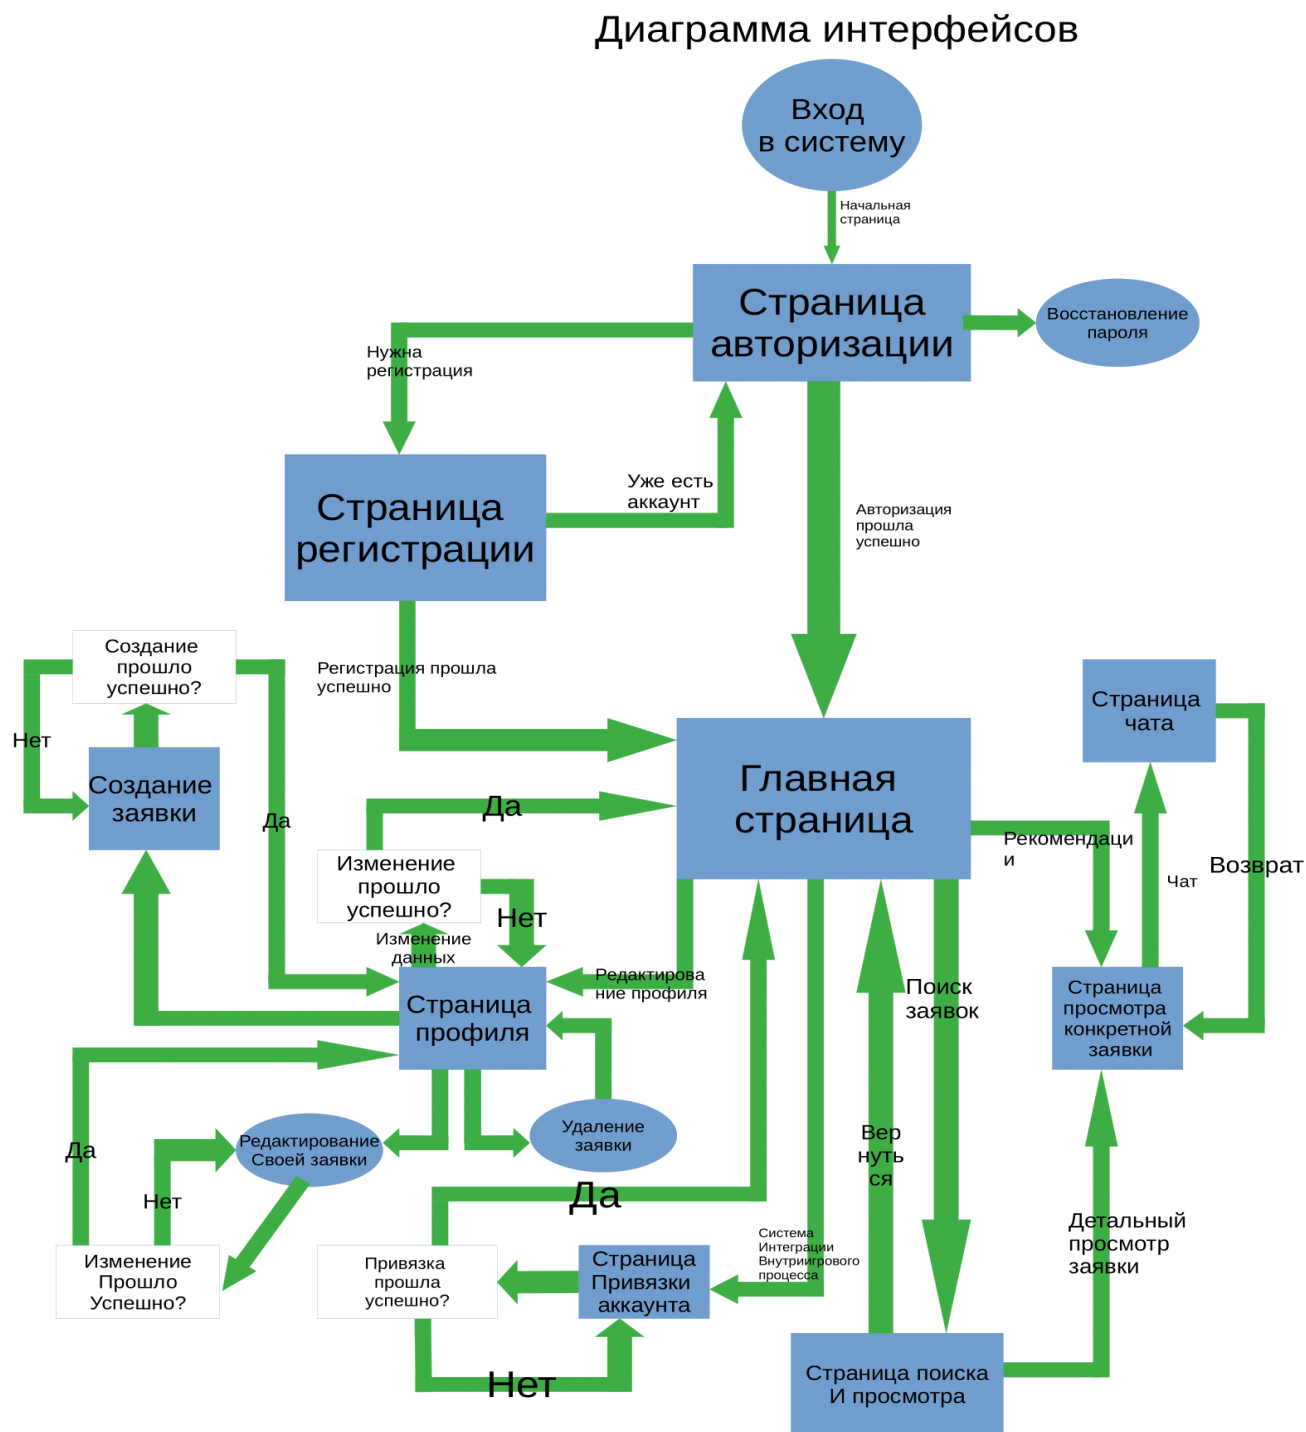 Диаграмма интерфейсов
Вход
в систему
Начальная
страница
Страница
авторизации
Восстановление
пароля
Нужна
регистрация
Уже есть
аккаунт
Страница
регистрации
Авторизация
прошла
успешно
Создание
прошло
успешно?
Регистрация прошла
успешно
Страница
чата
Нет
Создание
заявки
Да
Да
Главная
страница
Рекомендаци
и
Чат
Возврат
Изменение
прошло
успешно?
Нет
Изменение
данных
Редактирова
ние профиля
Поиск
заявок
Страница
просмотра
конкретной
заявки
Страница
профиля
Удаление
заявки
Вер
нуть
ся
Да
Редактирование
Своей заявки
Нет
Да
Детальный
просмотр
заявки
Система
Интеграции
Внутриигрового
процесса
Изменение
Прошло
Успешно?
Привязка
прошла
успешно?
Страница
Привязки
аккаунта
Нет
Страница поиска
И просмотра